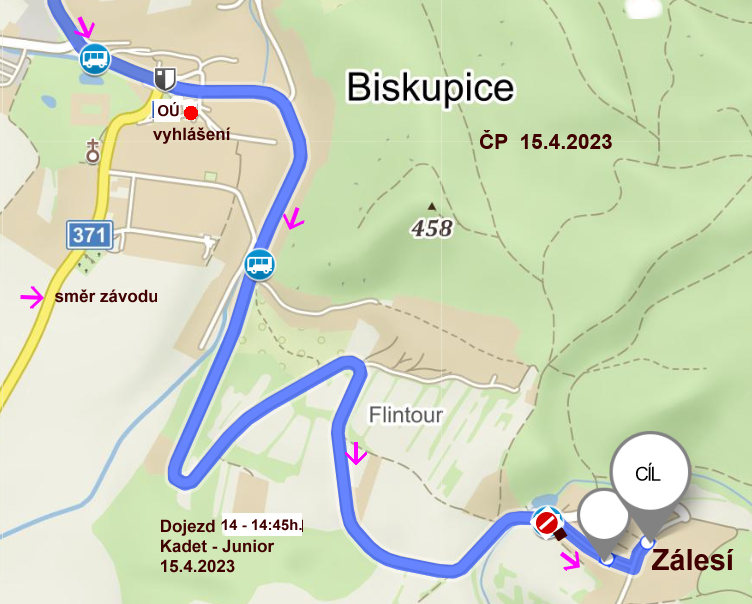 Biskupice
OÚ
vyhlášení
ČP 15.4.2023
458
371
směr závodu
Flintour
CÍL
Dojezd 14 - 14:45h.
Kadet - Junior
15.4.2023
Zálesí